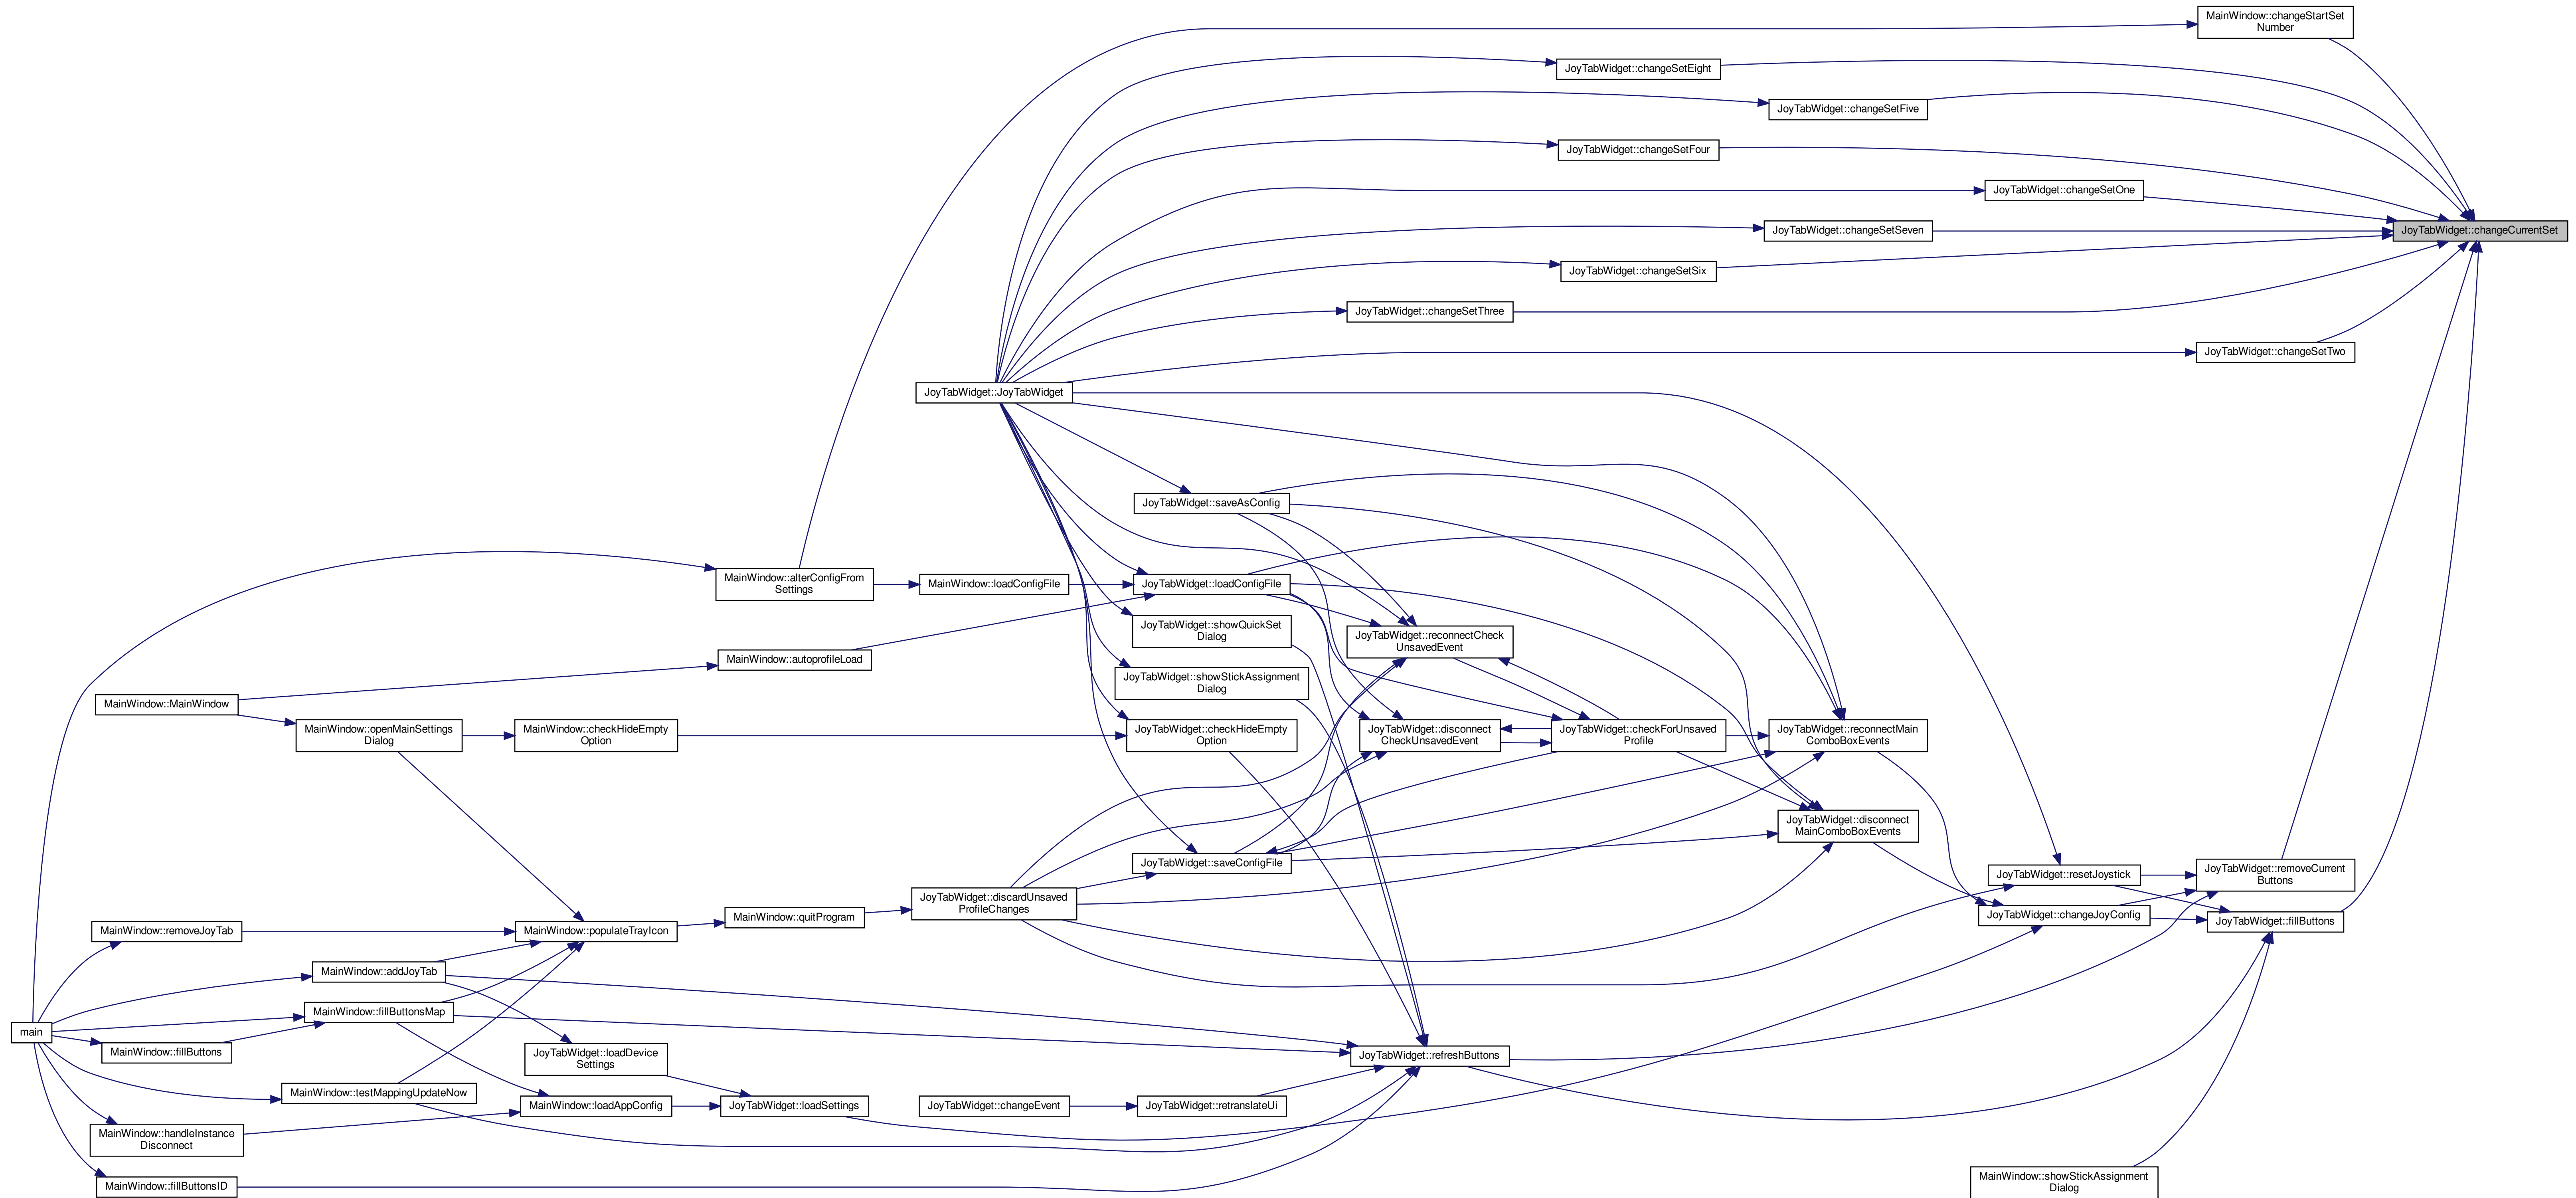 MainWindow::changeStartSet
Number
JoyTabWidget::changeSetEight
JoyTabWidget::changeSetFive
JoyTabWidget::changeSetFour
JoyTabWidget::changeSetOne
JoyTabWidget::changeSetSeven
JoyTabWidget::changeCurrentSet
JoyTabWidget::changeSetSix
JoyTabWidget::changeSetThree
JoyTabWidget::changeSetTwo
JoyTabWidget::JoyTabWidget
JoyTabWidget::saveAsConfig
MainWindow::alterConfigFrom
Settings
MainWindow::loadConfigFile
JoyTabWidget::loadConfigFile
JoyTabWidget::showQuickSet
Dialog
JoyTabWidget::reconnectCheck
UnsavedEvent
MainWindow::autoprofileLoad
JoyTabWidget::showStickAssignment
Dialog
MainWindow::MainWindow
MainWindow::openMainSettings
Dialog
MainWindow::checkHideEmpty
Option
JoyTabWidget::checkHideEmpty
Option
JoyTabWidget::disconnect
CheckUnsavedEvent
JoyTabWidget::checkForUnsaved
Profile
JoyTabWidget::reconnectMain
ComboBoxEvents
JoyTabWidget::disconnect
MainComboBoxEvents
JoyTabWidget::saveConfigFile
JoyTabWidget::resetJoystick
JoyTabWidget::removeCurrent
Buttons
JoyTabWidget::discardUnsaved
ProfileChanges
MainWindow::quitProgram
JoyTabWidget::changeJoyConfig
JoyTabWidget::fillButtons
MainWindow::removeJoyTab
MainWindow::populateTrayIcon
MainWindow::addJoyTab
MainWindow::fillButtonsMap
main
MainWindow::fillButtons
JoyTabWidget::loadDevice
Settings
JoyTabWidget::refreshButtons
MainWindow::testMappingUpdateNow
MainWindow::loadAppConfig
JoyTabWidget::loadSettings
JoyTabWidget::changeEvent
JoyTabWidget::retranslateUi
MainWindow::handleInstance
Disconnect
MainWindow::fillButtonsID
MainWindow::showStickAssignment
Dialog